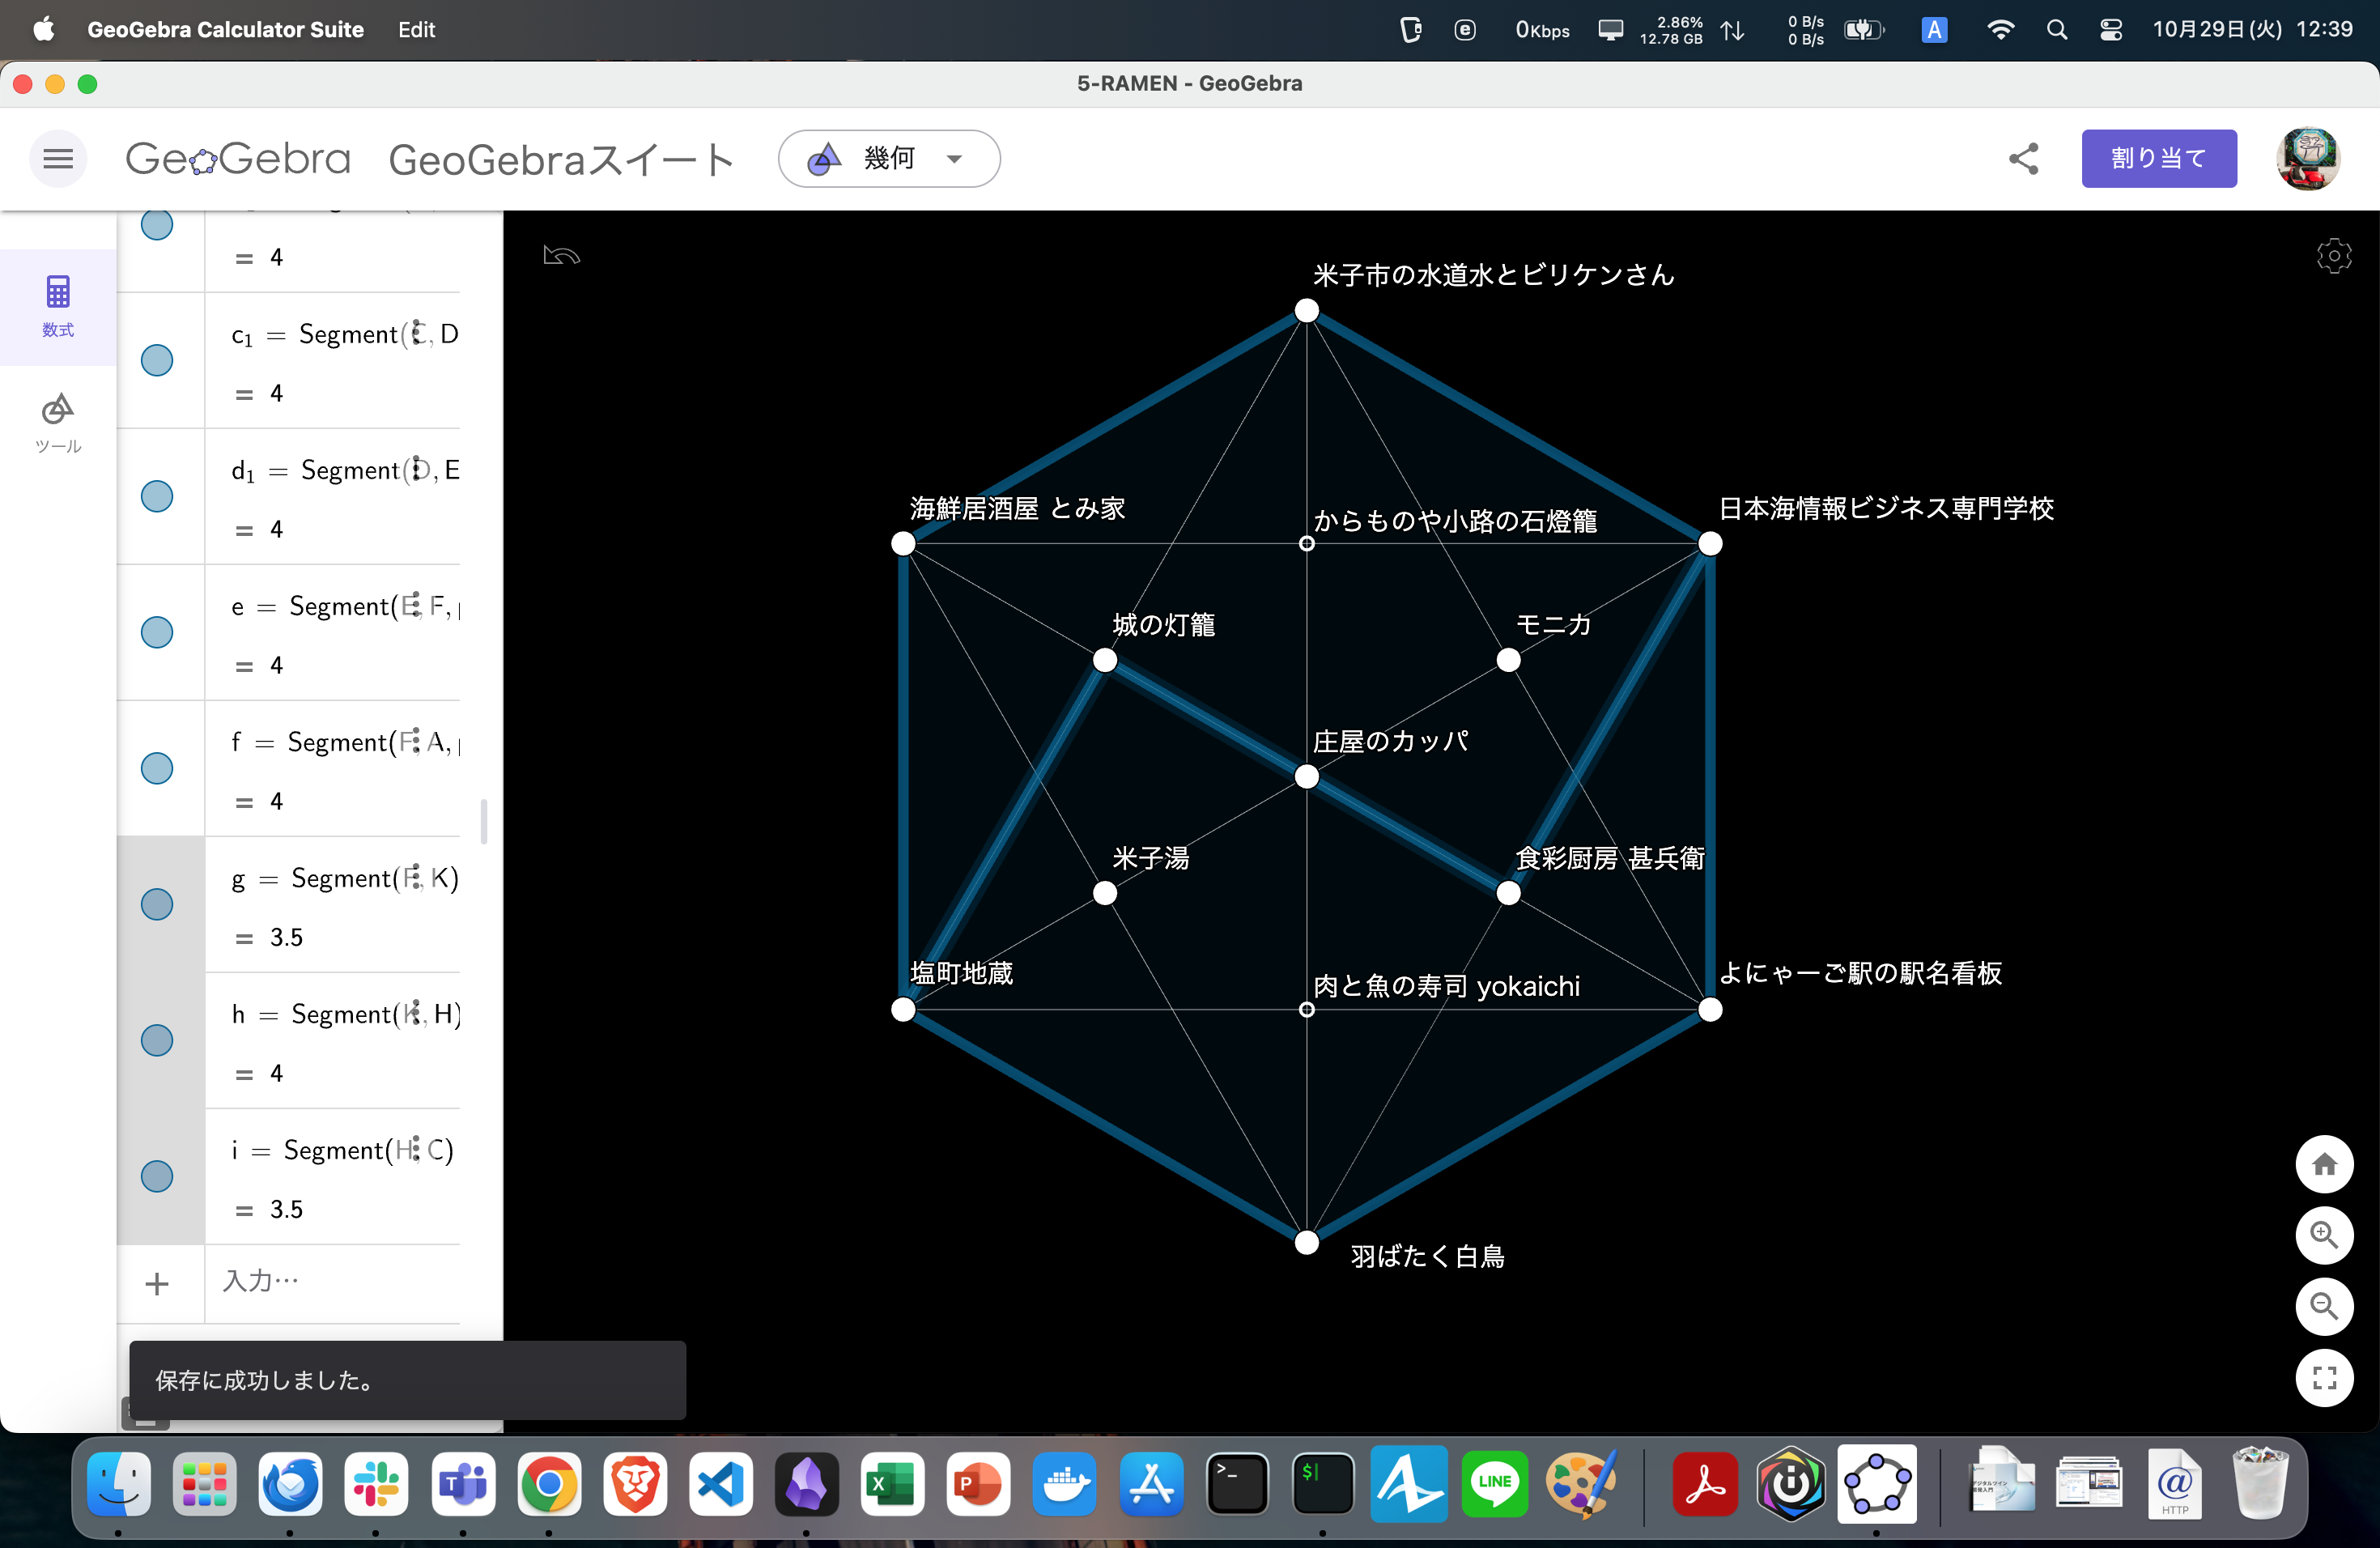 GeoGebra Calculator Suite Edit
0Kbps
2.86%
12.78 GB
0 B/s
0 B/s
A
10月29日(火) 12:39
5-RAMEN - GeoGebra
GeoGebra
GeoGebraスイート
幾何
割り当て
数式
ツール
= 4
c₁ = Segment(C, D
= 4
d₁ = Segment(D, E
= 4
e = Segment(E, F,
= 4
f = Segment(F, A,
= 4
g = Segment(F, K)
= 3.5
h = Segment(K, H)
= 4
i = Segment(H, C)
= 3.5
+ 入力…
保存に成功しました。
米子市の水道水とビリケンさん
海鮮居酒屋 とみ家
からものや小路の石燈籠
日本海情報ビジネス専門学校
城の灯籠
モニカ
庄屋のカッパ
米子湯
食彩厨房 甚兵衛
塩町地蔵
肉と魚の寿司 yokaichi
よにゃーご駅の駅名看板
羽ばたく白鳥
LINE
HTTP